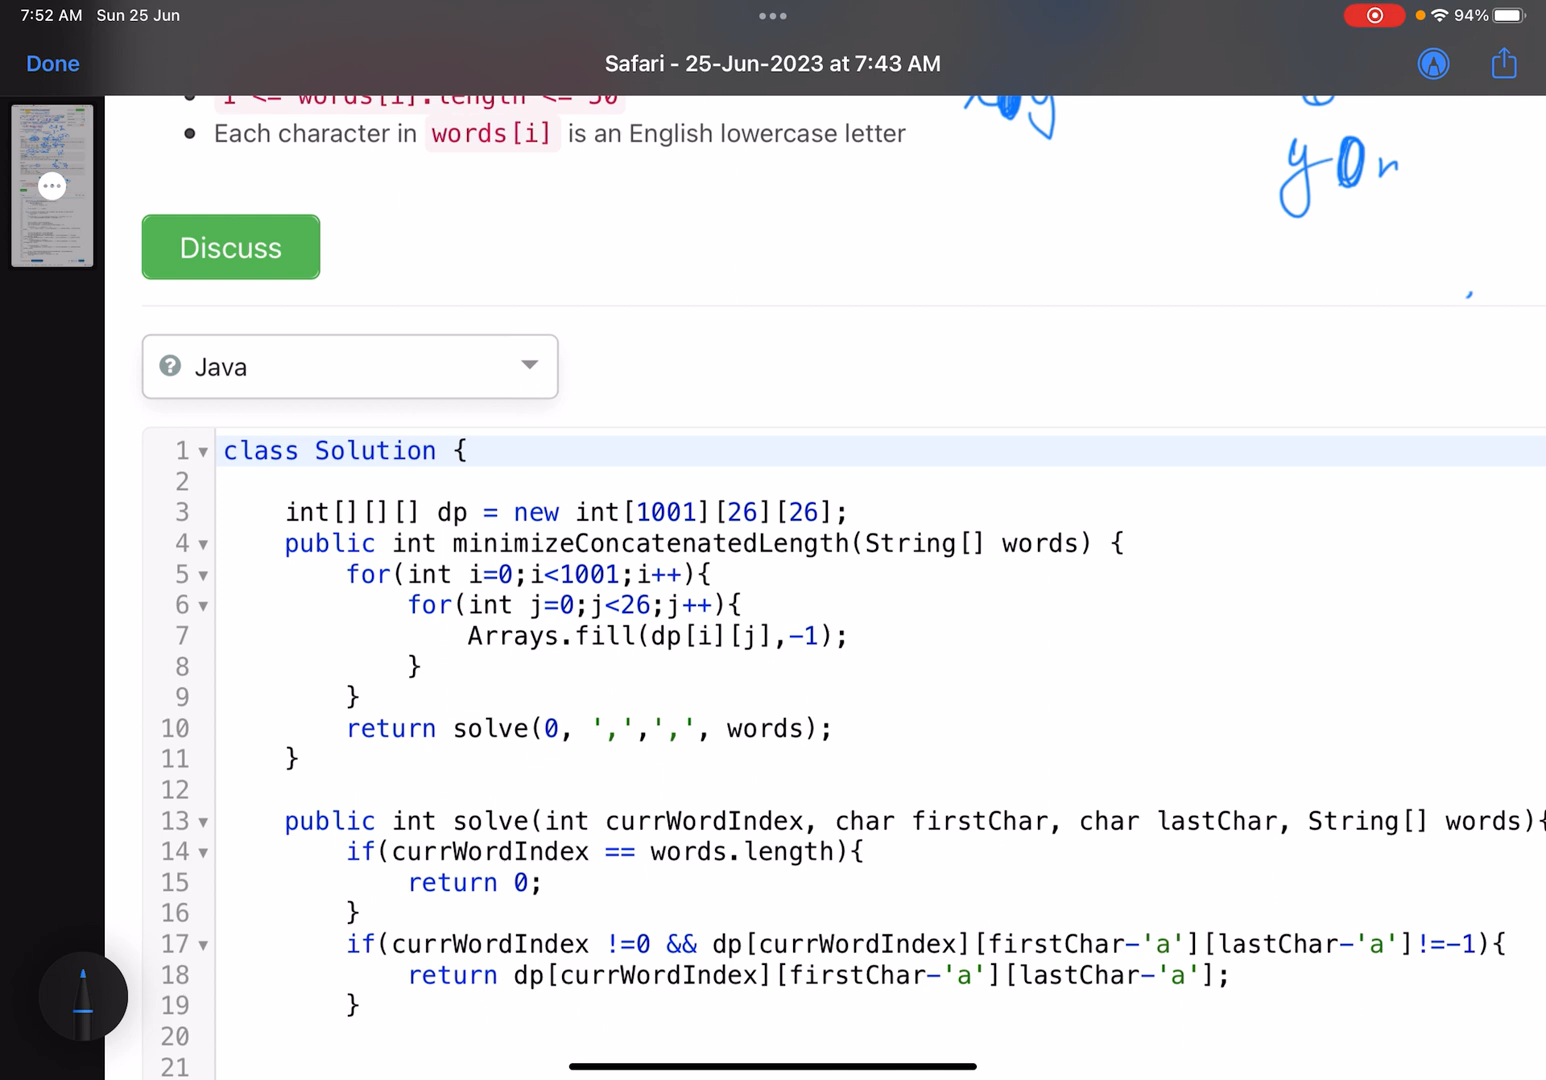 7:52 AM Sun 25 Jun
94%
Done
Safari - 25-Jun-2023 at 7:43 AM
1 <= words[i].length <= 50
Each character in words[i] is an English lowercase letter
Discuss
Java
1 class Solution {
2
3 int[][][] dp = new int[1001][26][26];
4 public int minimizeConcatenatedLength(String[] words) {
5 for(int i=0;i<1001;i++){
6 for(int j=0;j<26;j++){
7 Arrays.fill(dp[i][j],-1);
8 }
9 }
10 return solve(0, ',',',', words);
11 }
12
13 public int solve(int currWordIndex, char firstChar, char lastChar, String[] words){
14 if(currWordIndex == words.length){
15 return 0;
16 }
17 if(currWordIndex !=0 && dp[currWordIndex][firstChar-'a'][lastChar-'a']!=-1){
18 return dp[currWordIndex][firstChar-'a'][lastChar-'a'];
19 }
20
21